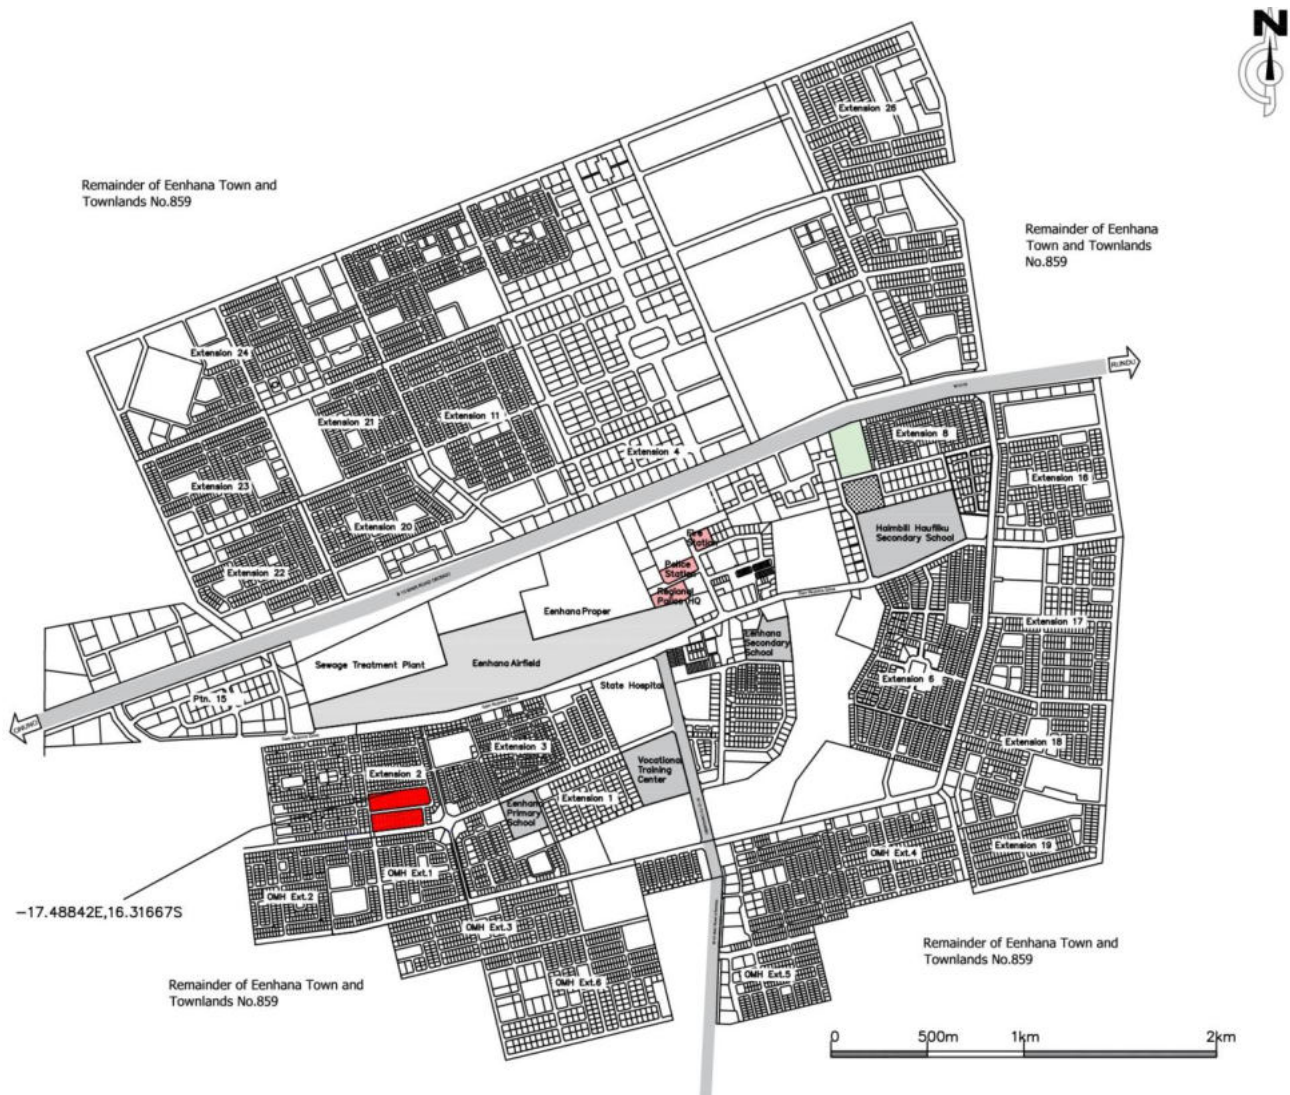 N
Extension 26
Remainder of Eenhana Town and
Townlands No.859
Remainder of Eenhana
Town and Townlands
No.859
Extension 24
RUNDU
Extension 21
Extension 11
Extension 8
Extension 4
Extension 23
Extension 16
Extension 20
Haimbili Haufiku
Secondary School
Fire
Station
Extension 22
Police
Station
Regional
Police HQ
Eenhana Proper
Extension 17
Eenhana
Secondary
School
Sewage Treatment Plant
Eenhana Airfield
State Hospital
Extension 6
Ptn. 15
Extension 3
Extension 18
Vocational
Training
Center
Extension 2
Extension 1
Eenhana
Primary
School
Extension 19
OMH Ext.4
OMH Ext.1
OMH Ext.2
-17.48842E,16.31667S
OMH Ext.3
Remainder of Eenhana Town and
Townlands No.859
OMH Ext.5
OMH Ext.6
Remainder of Eenhana Town and
Townlands No.859
0 500m 1km 2km